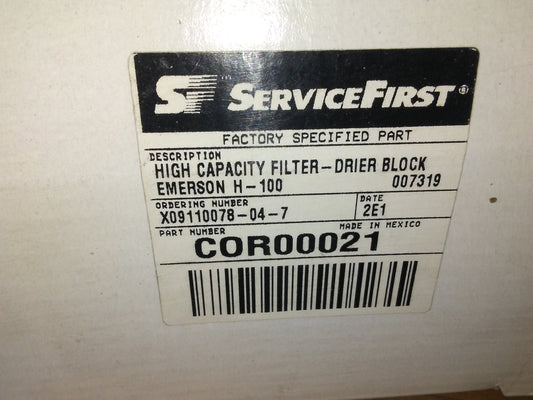 SF SERVICEFIRST®
FACTORY SPECIFIED PART
DESCRIPTION
HIGH CAPACITY FILTER-DRIER BLOCK
EMERSON H-100 007319
ORDERING NUMBER DATE
X09110078-04-7 2E1
PART NUMBER MADE IN MEXICO
COR00021